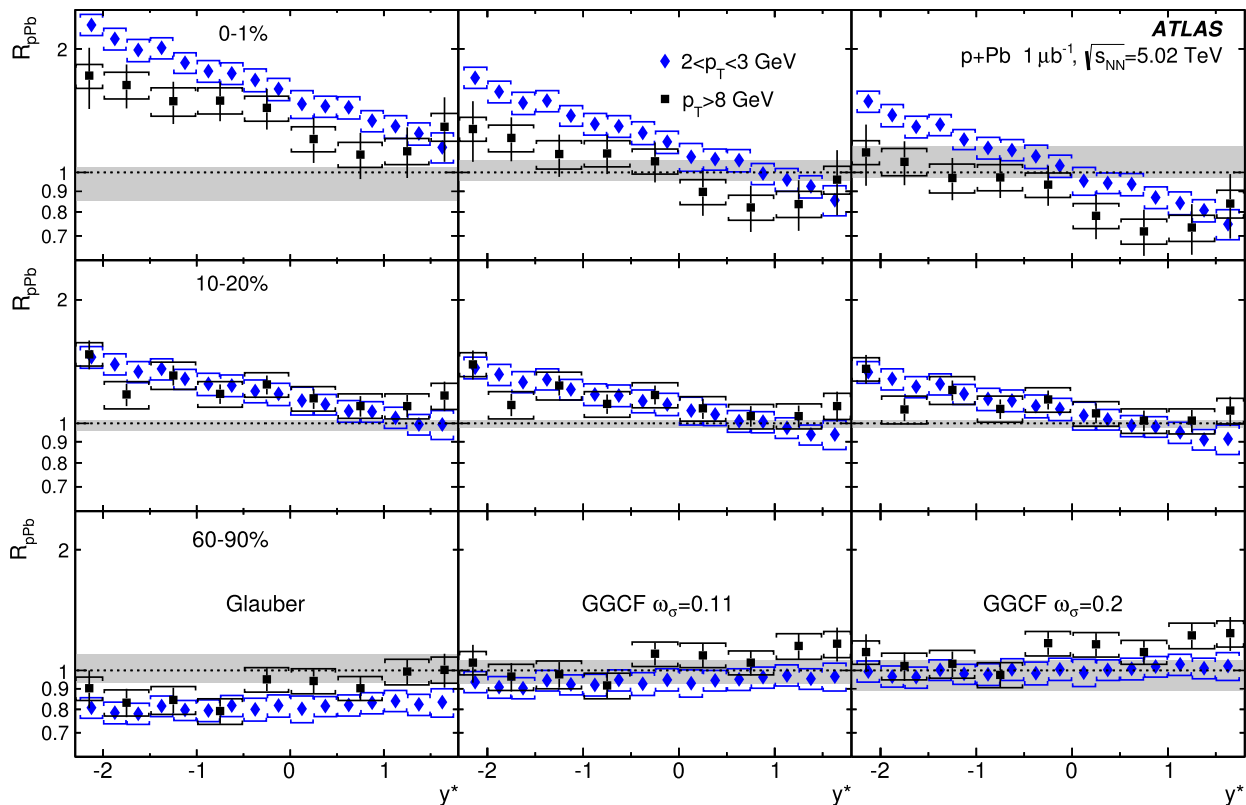 R_pPb
2
1
0.9
0.8
0.7
0-1%
2<p_T<3 GeV
p_T>8 GeV
ATLAS
p+Pb 1 μb⁻¹, √s_NN=5.02 TeV
R_pPb
2
1
0.9
0.8
0.7
10-20%
R_pPb
2
1
0.9
0.8
0.7
60-90%
Glauber
GGCF ω_σ=0.11
GGCF ω_σ=0.2
-2 -1 0 1 -2 -1 0 1 -2 -1 0 1
y* y* y*